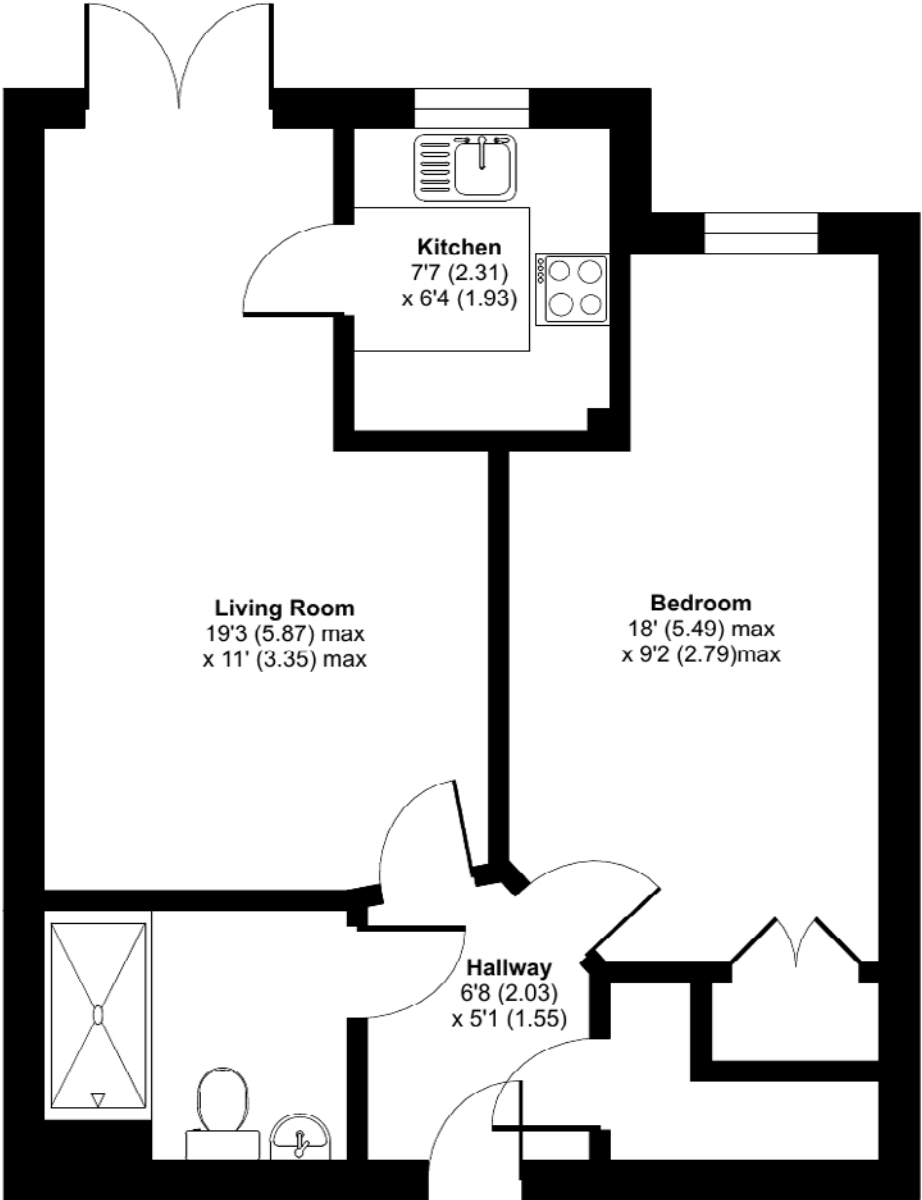 Kitchen
7'7 (2.31)
x 6'4 (1.93)
Living Room
19'3 (5.87) max
x 11' (3.35) max
Bedroom
18' (5.49) max
x 9'2 (2.79)max
Hallway
6'8 (2.03)
x 5'1 (1.55)